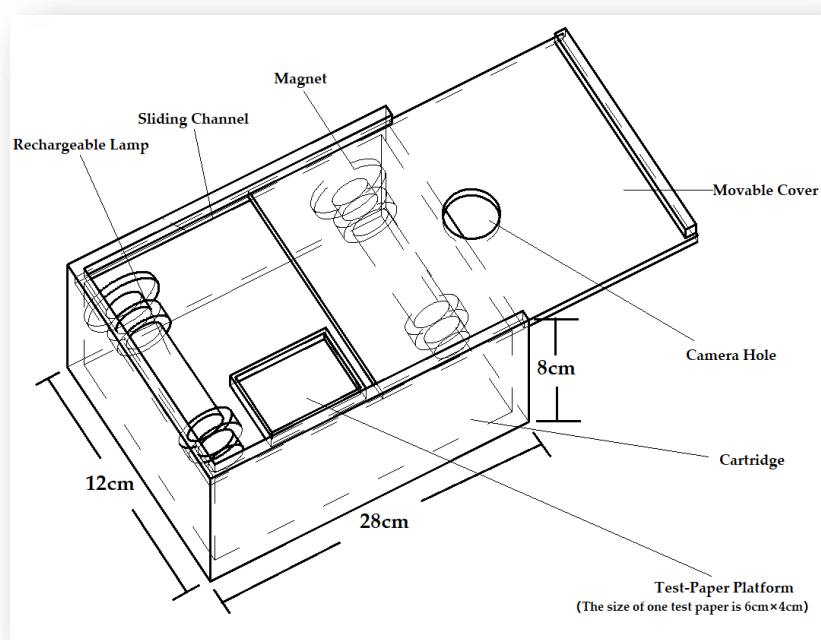 Magnet
Sliding Channel
Rechargeable Lamp
Movable Cover
Camera Hole
8cm
Cartridge
12cm
28cm
Test-Paper Platform
(The size of one test paper is 6cm×4cm)